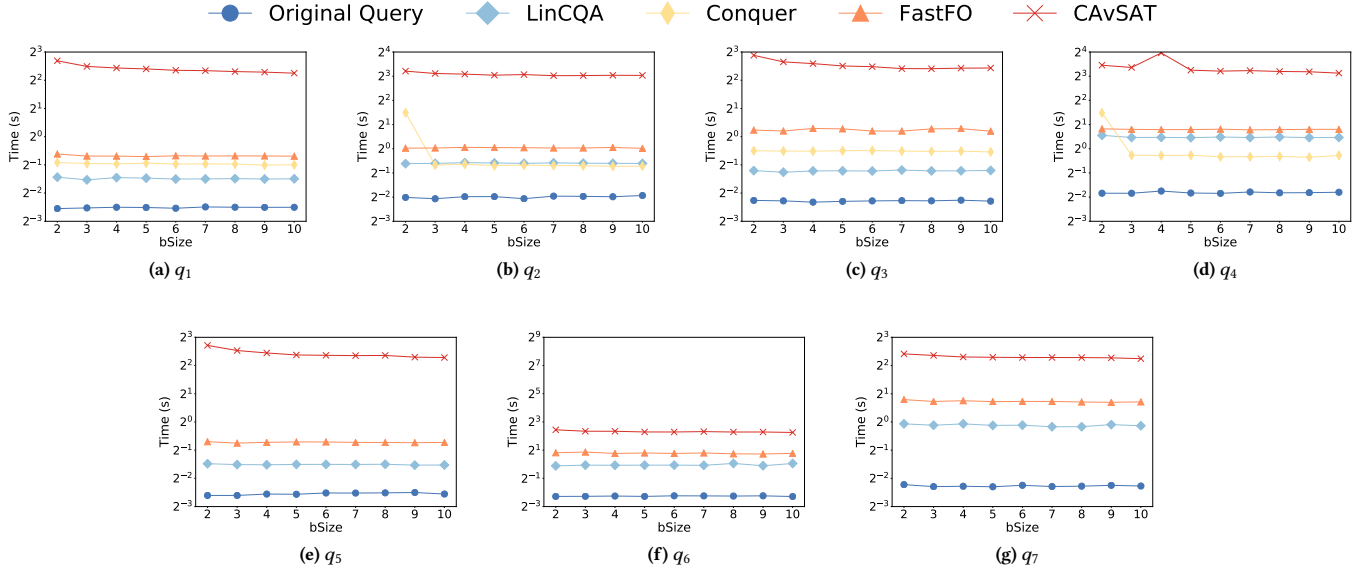 Original Query LinCQA Conquer FastFO CAvSAT
2^3
2^2
2^1
2^0
2^-1
2^-2
2^-3
Time (s)
2 3 4 5 6 7 8 9 10
bSize
(a) q1
2^4
2^3
2^2
2^1
2^0
2^-1
2^-2
2^-3
Time (s)
2 3 4 5 6 7 8 9 10
bSize
(b) q2
2^3
2^2
2^1
2^0
2^-1
2^-2
2^-3
Time (s)
2 3 4 5 6 7 8 9 10
bSize
(c) q3
2^4
2^3
2^2
2^1
2^0
2^-1
2^-2
2^-3
Time (s)
2 3 4 5 6 7 8 9 10
bSize
(d) q4
2^3
2^2
2^1
2^0
2^-1
2^-2
2^-3
Time (s)
2 3 4 5 6 7 8 9 10
bSize
(e) q5
2^9
2^7
2^5
2^3
2^1
2^-1
2^-3
Time (s)
2 3 4 5 6 7 8 9 10
bSize
(f) q6
2^3
2^2
2^1
2^0
2^-1
2^-2
2^-3
Time (s)
2 3 4 5 6 7 8 9 10
bSize
(g) q7